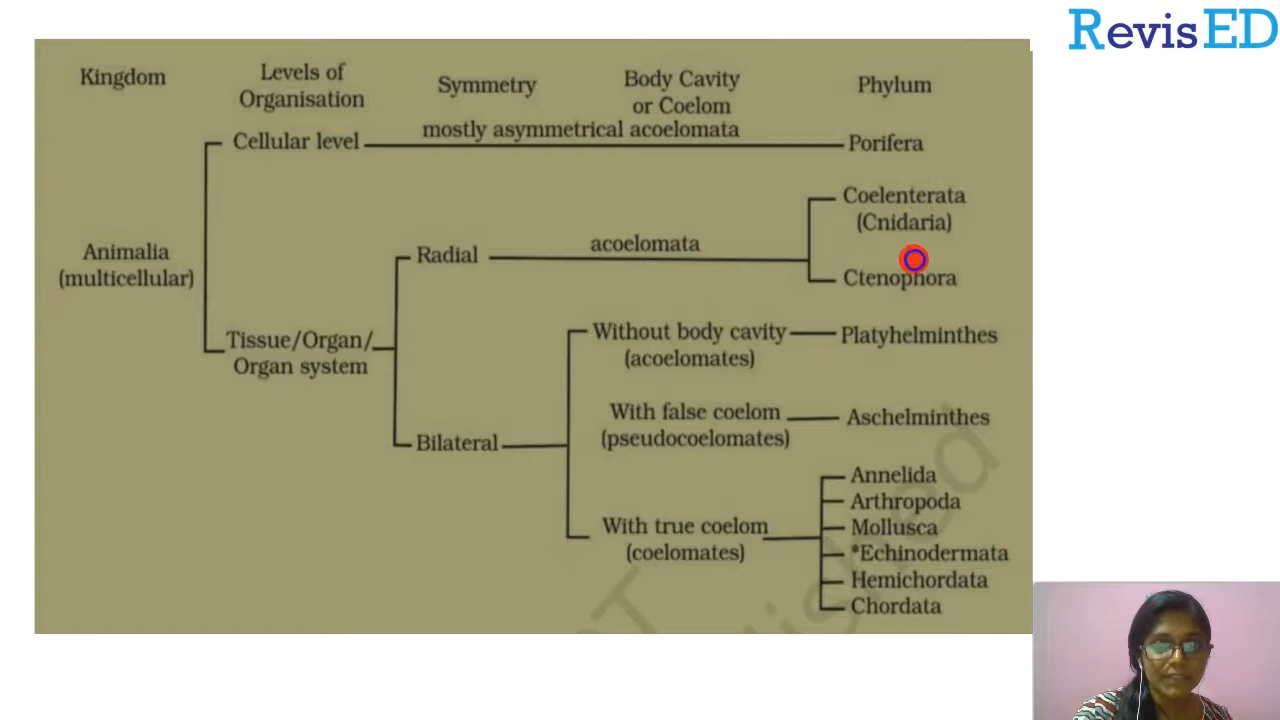 RevisED
Kingdom
Levels of
Organisation
Symmetry
Body Cavity
or Coelom
Phylum
Cellular level
mostly asymmetrical acoelomata
Porifera
Animalia
(multicellular)
Tissue/Organ/
Organ system
Radial
acoelomata
Coelenterata
(Cnidaria)
Ctenophora
Bilateral
Without body cavity
(acoelomates)
Platyhelminthes
With false coelom
(pseudocoelomates)
Aschelminthes
With true coelom
(coelomates)
Annelida
Arthropoda
Mollusca
*Echinodermata
Hemichordata
Chordata